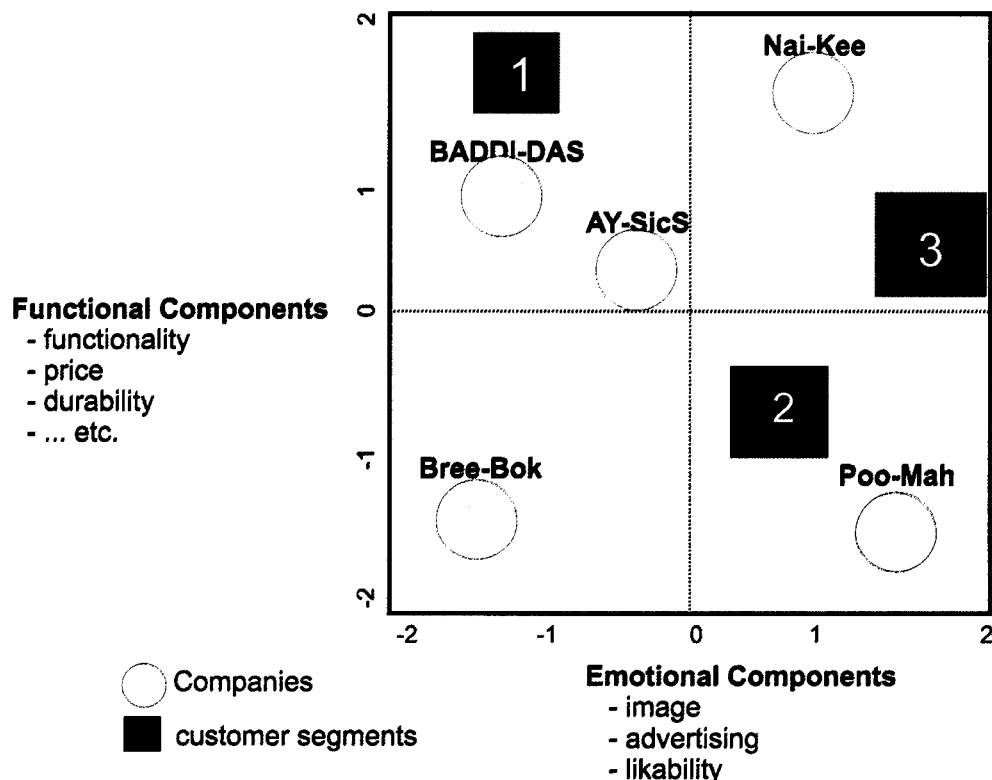 2
Nai-Kee
1
BADDI-DAS
1
AY-SicS
3
Functional Components
0
- functionality
- price
- durability
- ... etc.
2
-1
Bree-Bok
Poo-Mah
-2
-2 -1 0 1 2
Companies
Emotional Components
- image
customer segments
- advertising
- likability